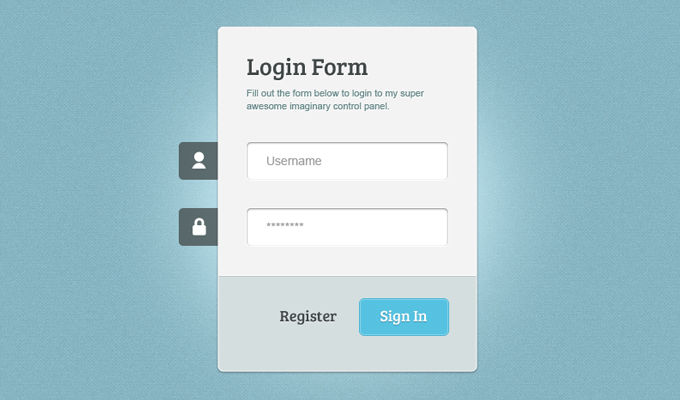 Login Form
Fill out the form below to login to my super
awesome imaginary control panel.
Username
********
Register
Sign In